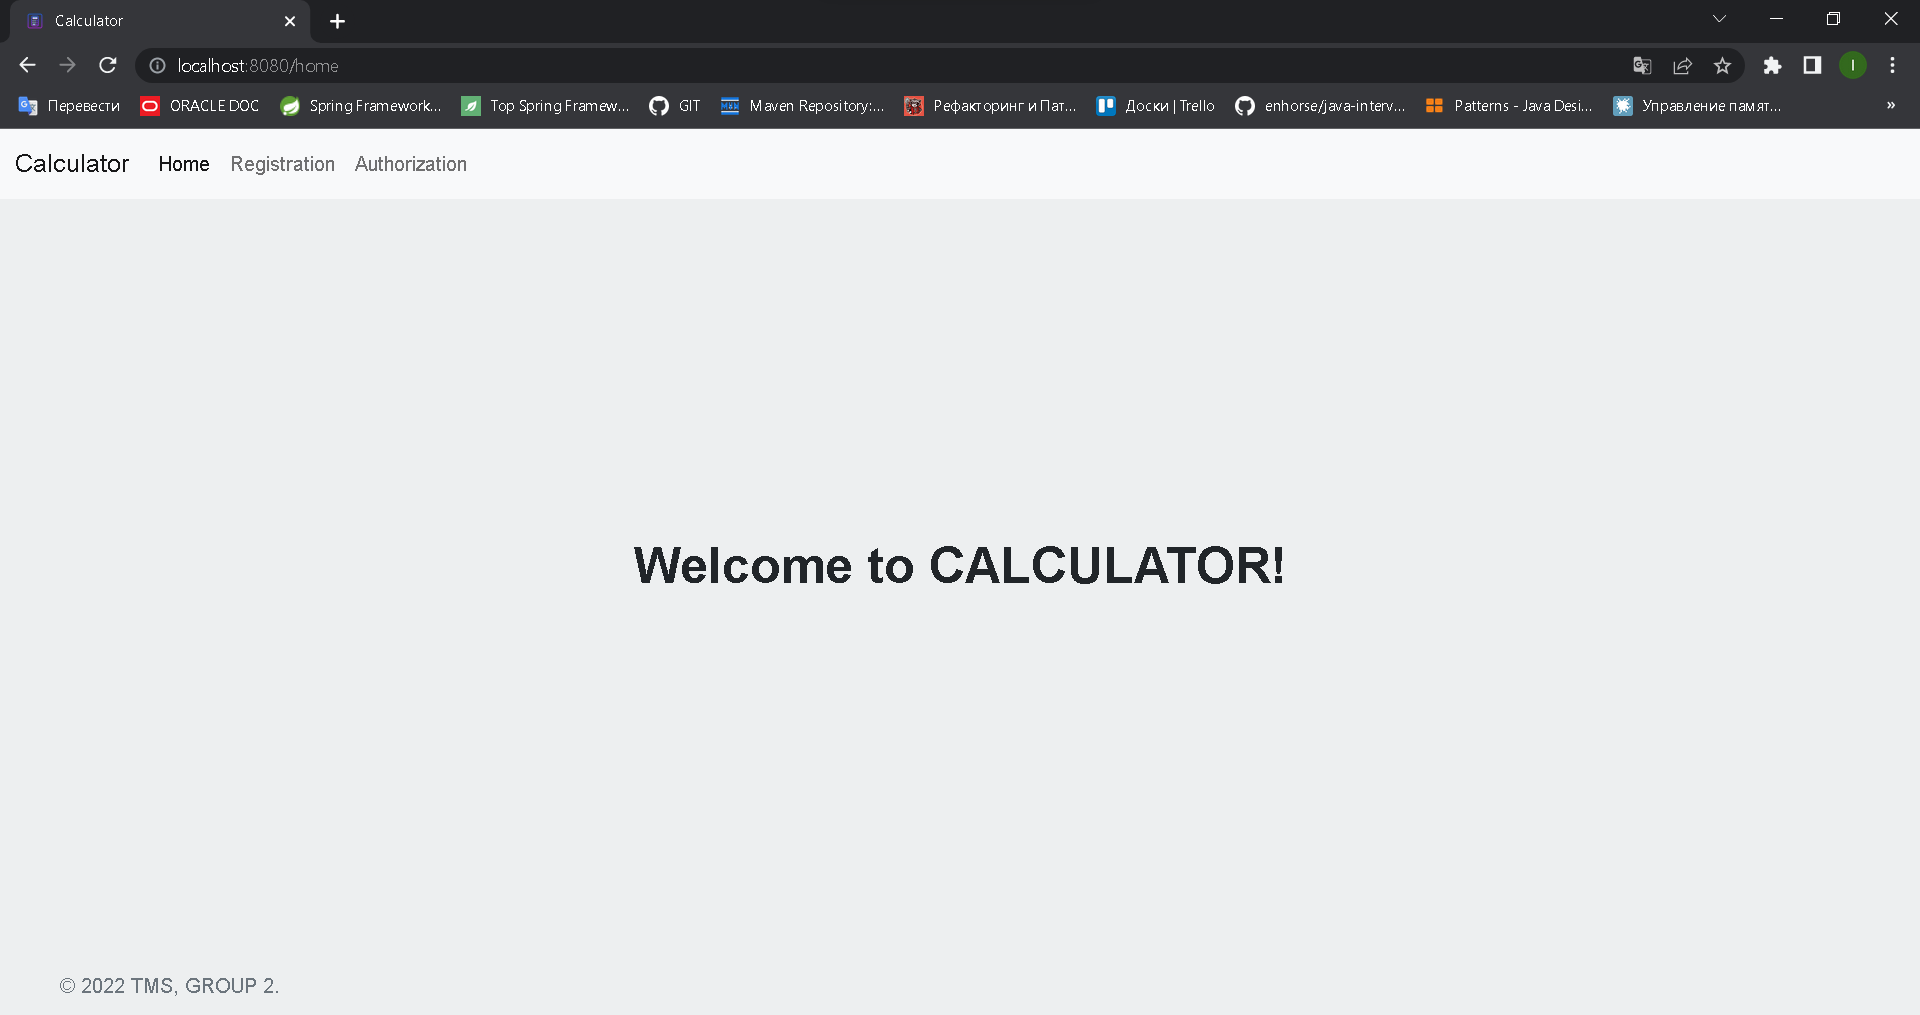 Calculator
localhost:8080/home
Перевести ORACLE DOC Spring Framework... Top Spring Framew... GIT Maven Repository:... Рефакторинг и Пат... Доски | Trello enhorse/java-interv... Patterns - Java Desi... Управление памят... »
Calculator Home Registration Authorization
Welcome to CALCULATOR!
© 2022 TMS, GROUP 2.